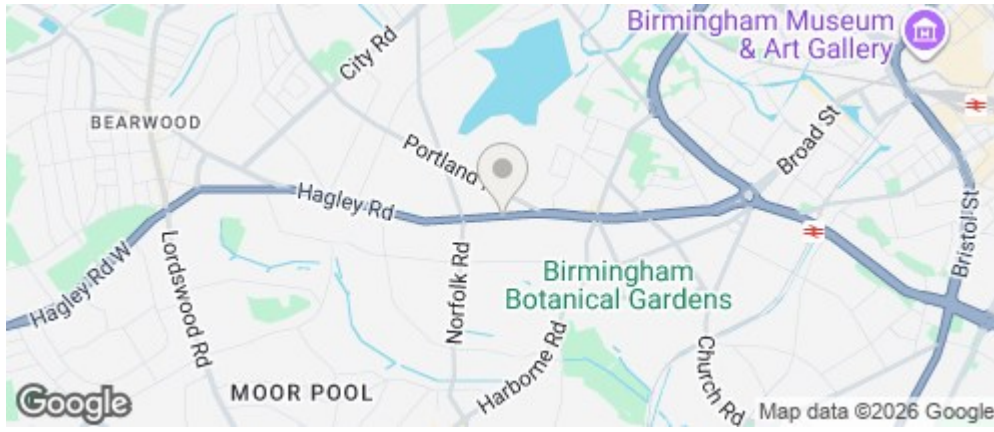 Birmingham Museum
& Art Gallery
City Rd
BEARWOOD
Broad St
Portland
Hagley Rd
Bristol St
Hagley Rd W
Lordswood Rd
Norfolk Rd
Birmingham
Botanical Gardens
Harborne Rd
Church Rd
MOOR POOL
Google
Map data ©2026 Google